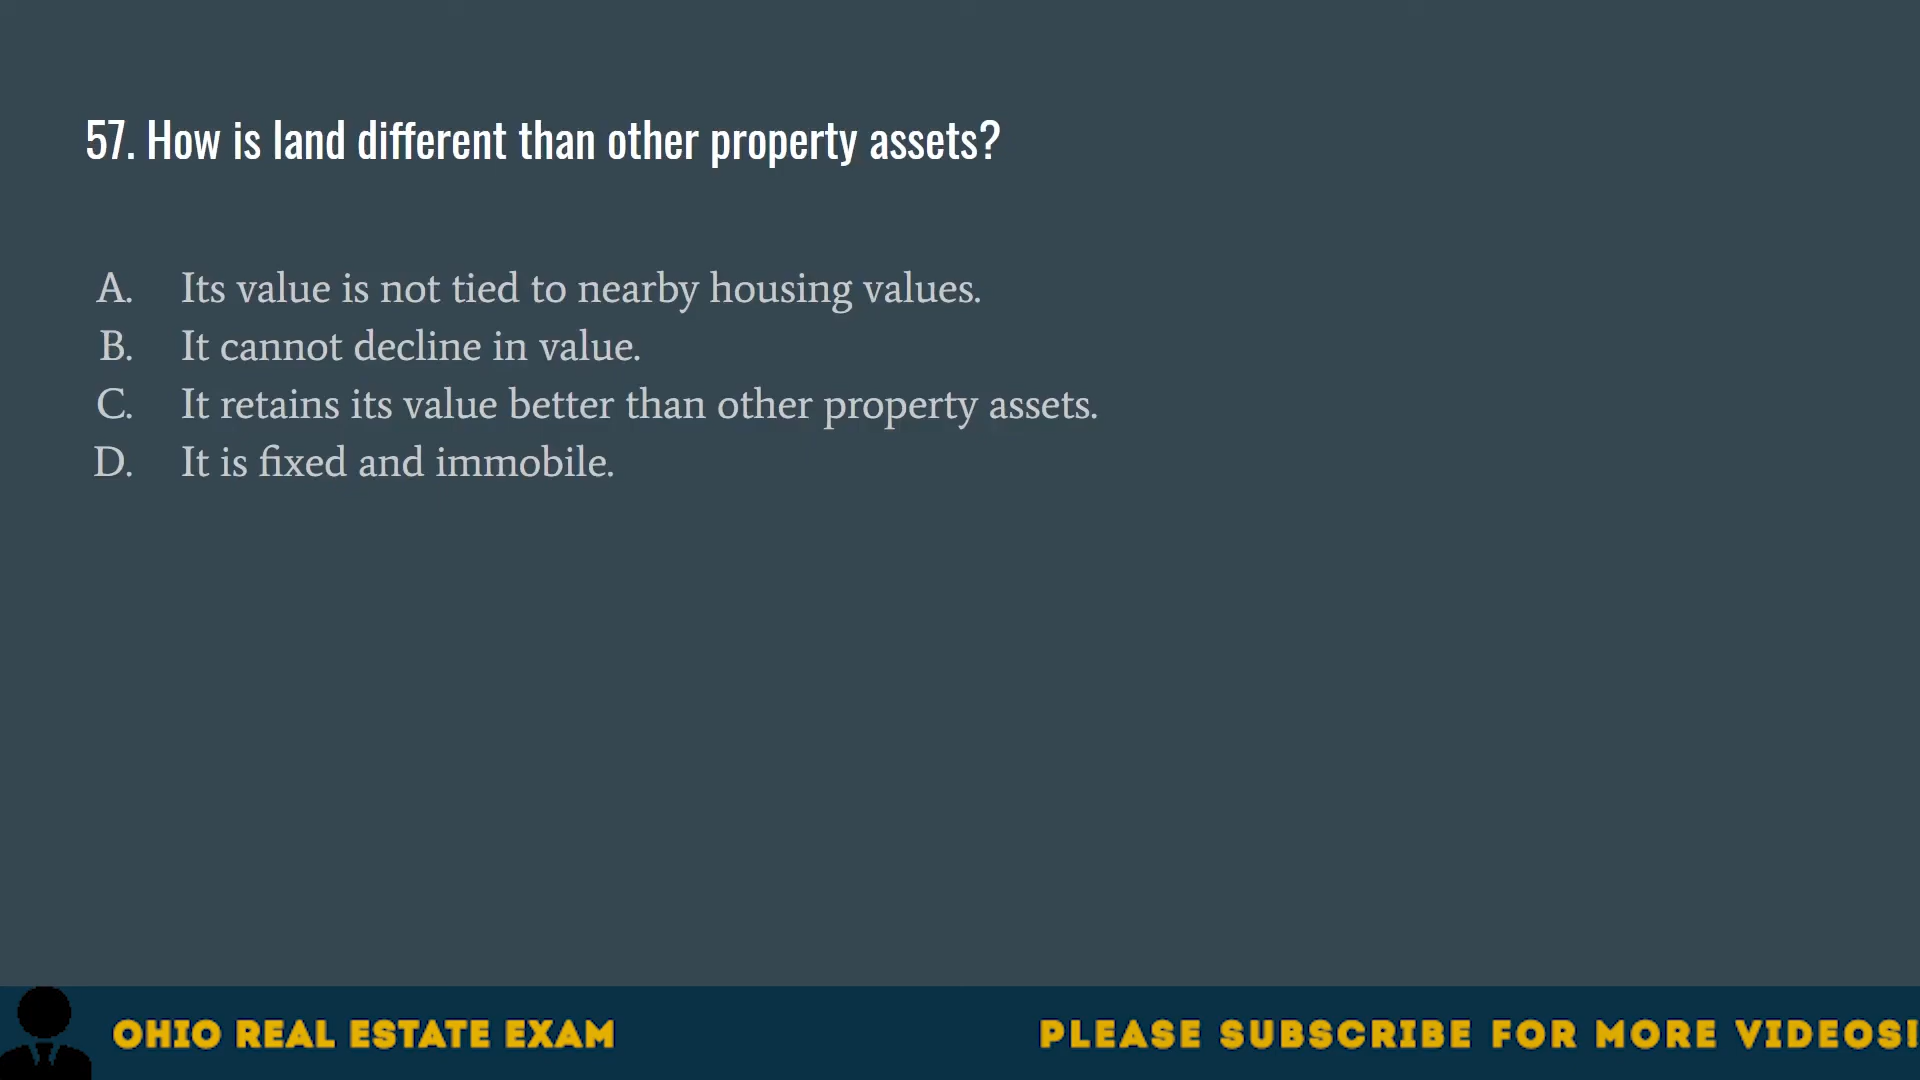 57. How is land different than other property assets?
A. Its value is not tied to nearby housing values.
B. It cannot decline in value.
C. It retains its value better than other property assets.
D. It is fixed and immobile.
OHIO REAL ESTATE EXAM
PLEASE SUBSCRIBE FOR MORE VIDEOS!